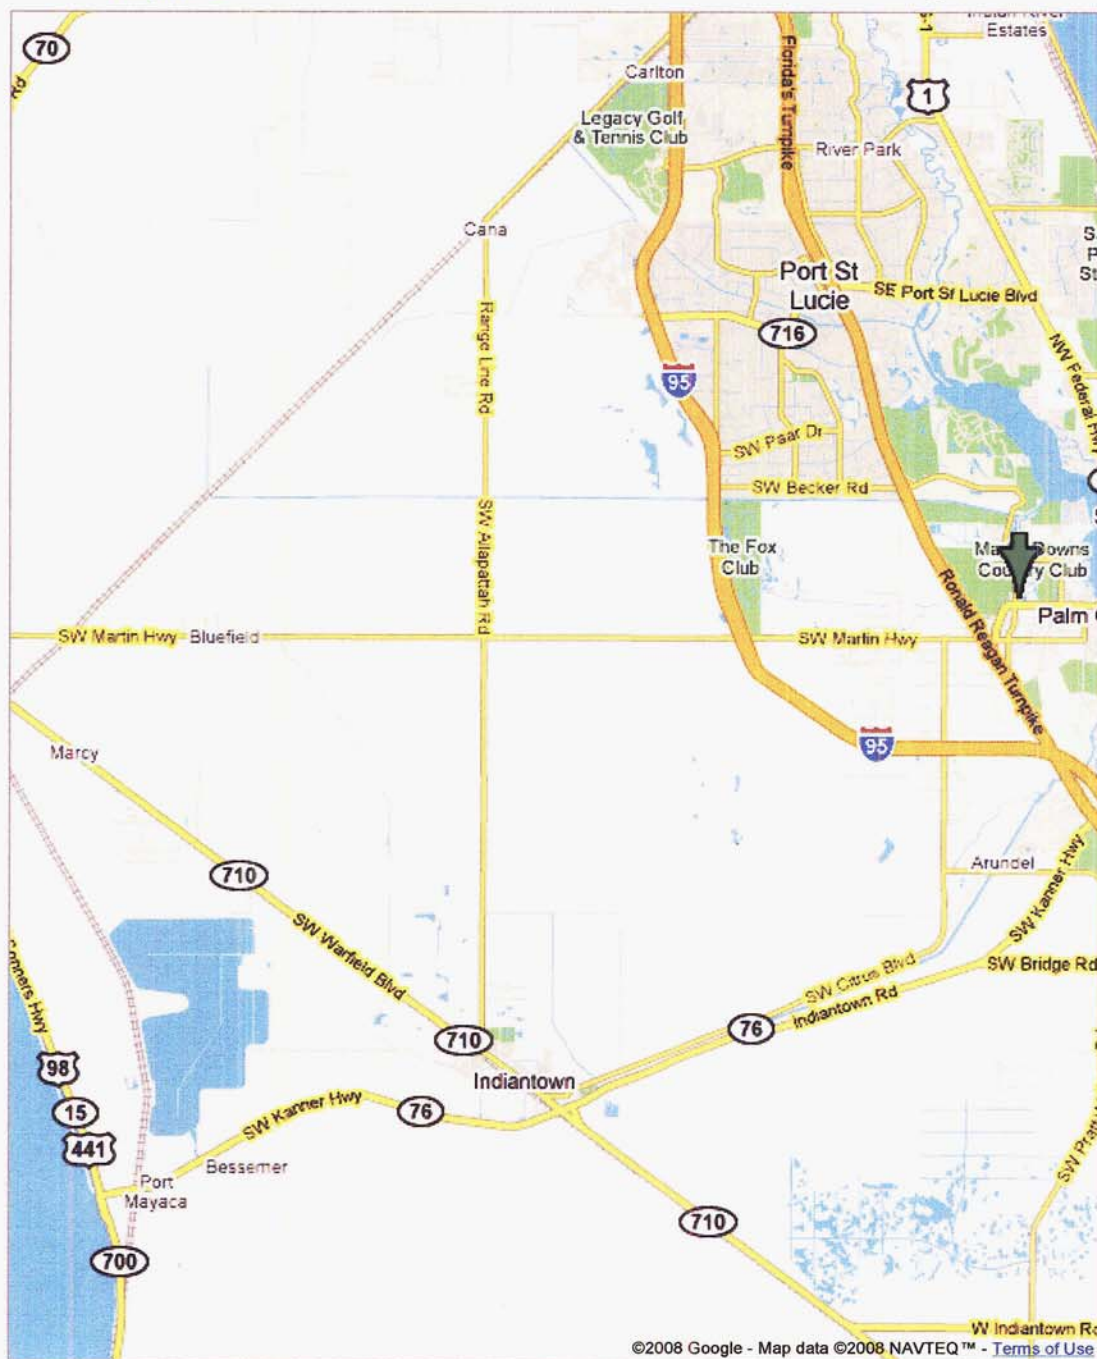 70
Rd
S-1
Indian River
Estates
1
Carlton
Florida's Turnpike
Legacy Golf
& Tennis Club
River Park
Cana
Port St
Lucie
SE Port St Lucie Blvd
716
Range Line Rd
95
NW Federal Hwy
SW Paar Dr
SW Becker Rd
SW Allapattah Rd
The Fox
Club
Country Club
Palm
Ronald Reagan Turnpike
SW Martin Hwy
Bluefield
SW Martin Hwy
Marcy
95
710
Arundel
SW Kanner Hwy
SW Warfield Blvd
SW Citrus Blvd
SW Bridge Rd
Indiantown Rd
76
710
98
Indiantown
15
SW Kanner Hwy
76
441
Bessemer
Port
Mayaca
710
700
W Indiantown Rd
©2008 Google - Map data ©2008 NAVTEQ™ - Terms of Use